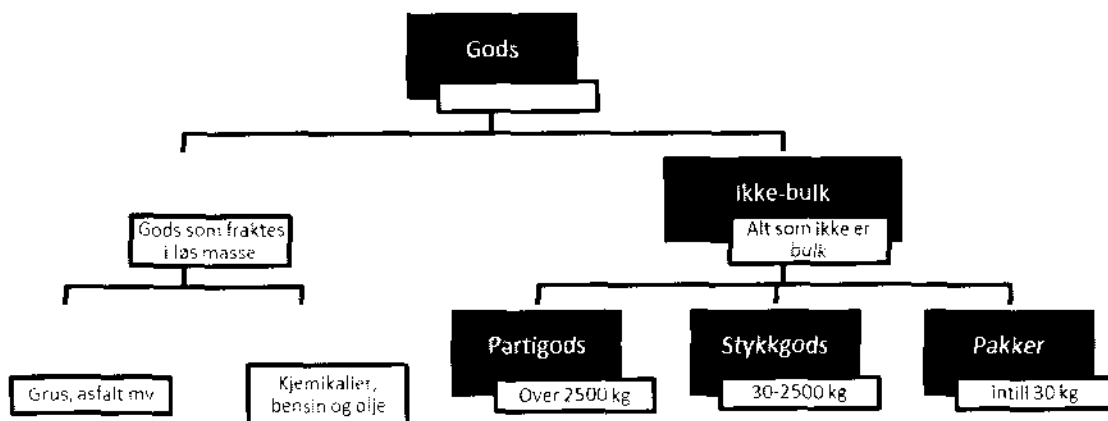 Gods
Ikke-bulk
Gods som fraktes
i løs masse
Alt som ikke er
bulk
Partigods
Stykkgods
Pakker
Grus, asfalt mv
Kjemikalier,
bensin og olje
Over 2500 kg
30-2500 kg
intill 30 kg